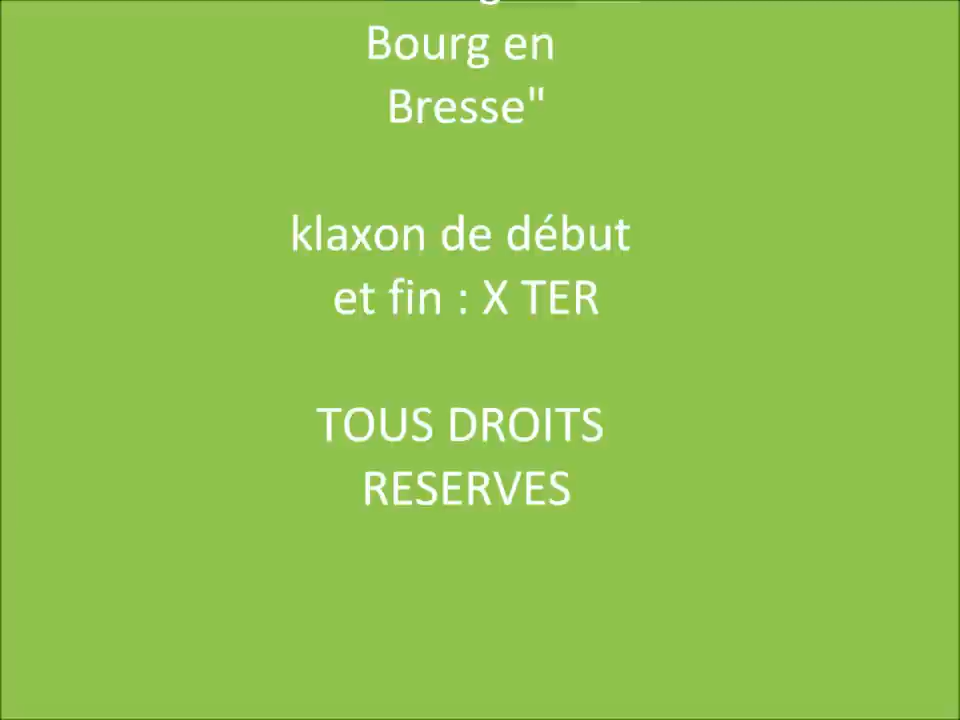 Bourg en
Bresse"
klaxon de début
et fin : X TER
TOUS DROITS
RESERVES